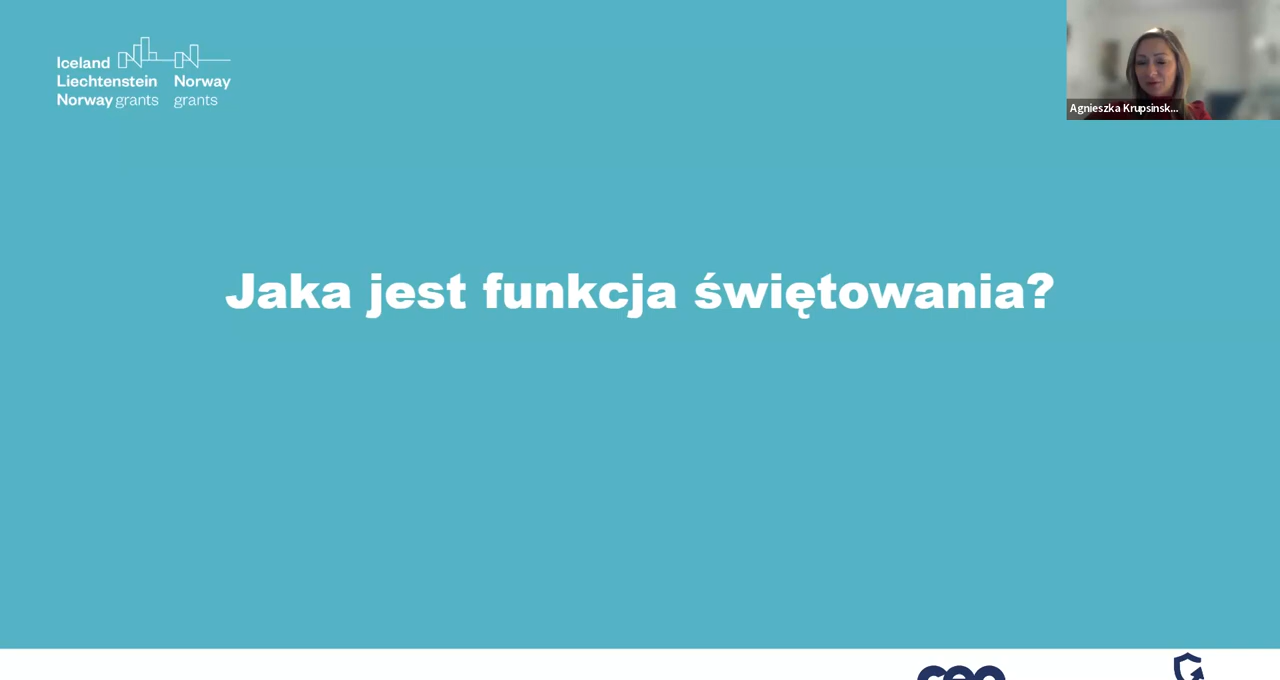 Iceland
Liechtenstein
Norway grants
Norway
grants
Agnieszka Krupsinsk...
Jaka jest funkcja świętowania?